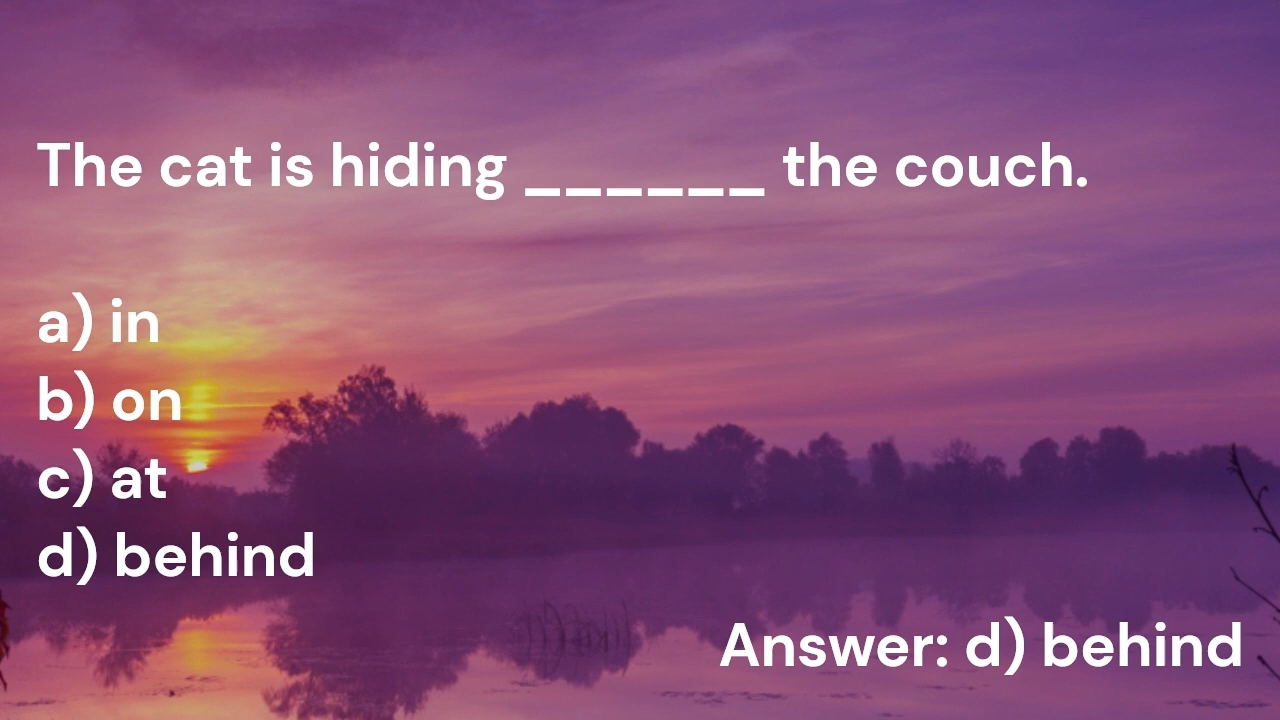 The cat is hiding ______ the couch.
a) in
b) on
c) at
d) behind
Answer: d) behind